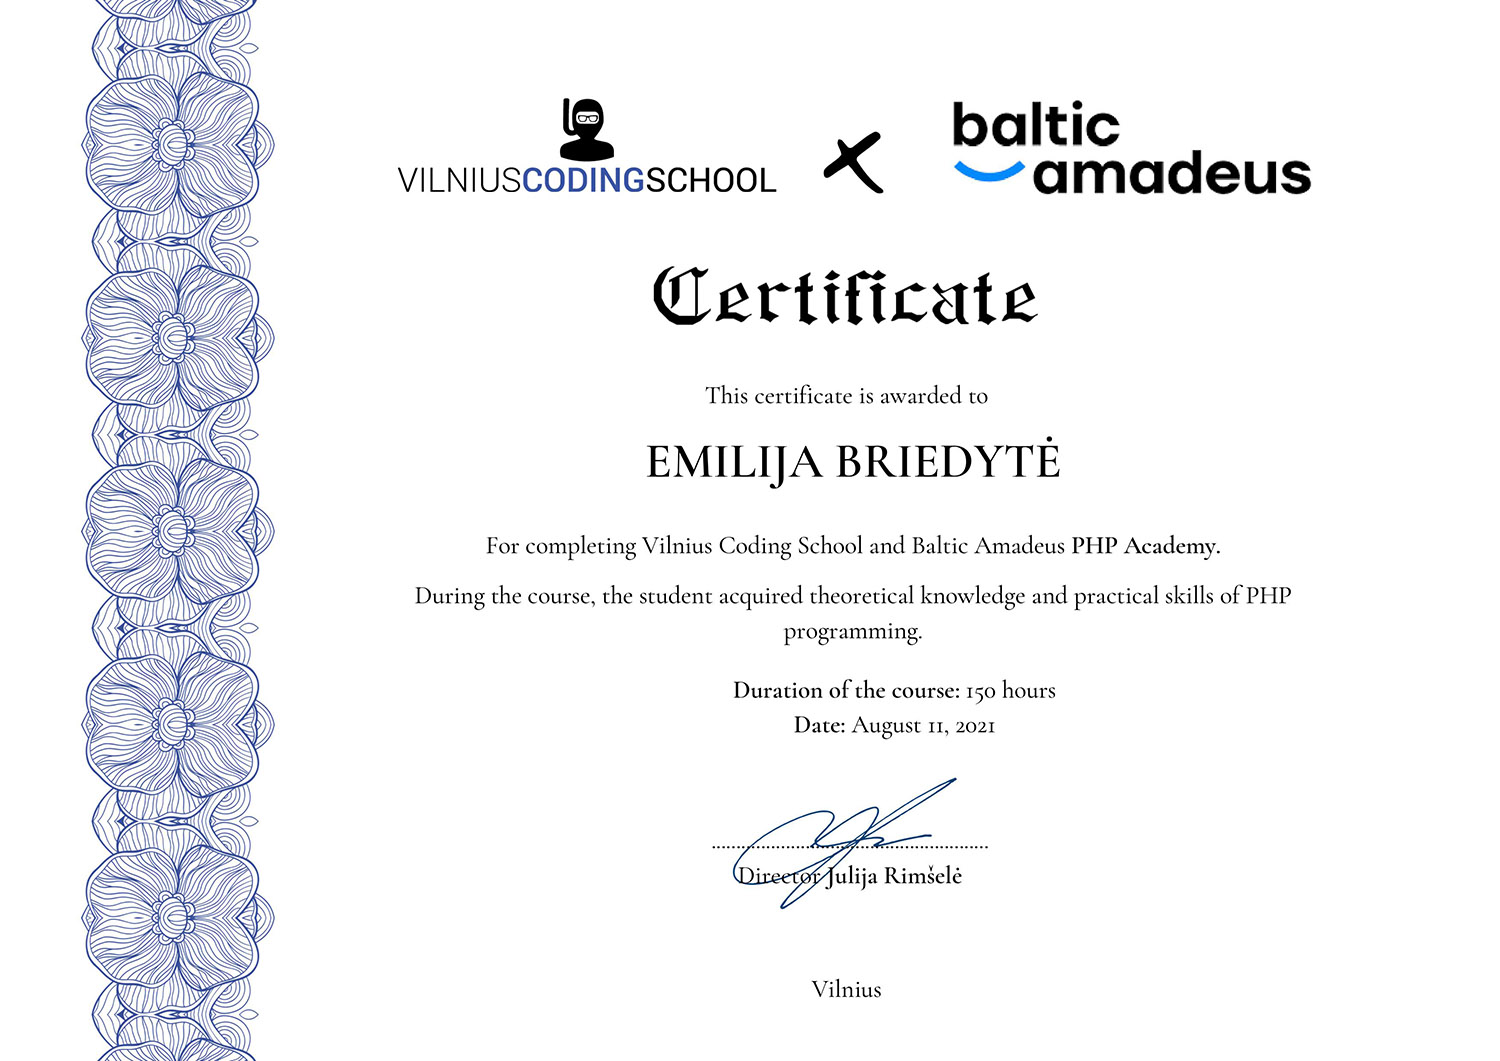 VILNIUSCODINGSCHOOL
baltic
amadeus
Certificate
This certificate is awarded to
EMILIJA BRIEDYTĖ
For completing Vilnius Coding School and Baltic Amadeus PHP Academy.
During the course, the student acquired theoretical knowledge and practical skills of PHP
programming.
Duration of the course: 150 hours
Date: August 11, 2021
Director Julija Rimšelė
Vilnius